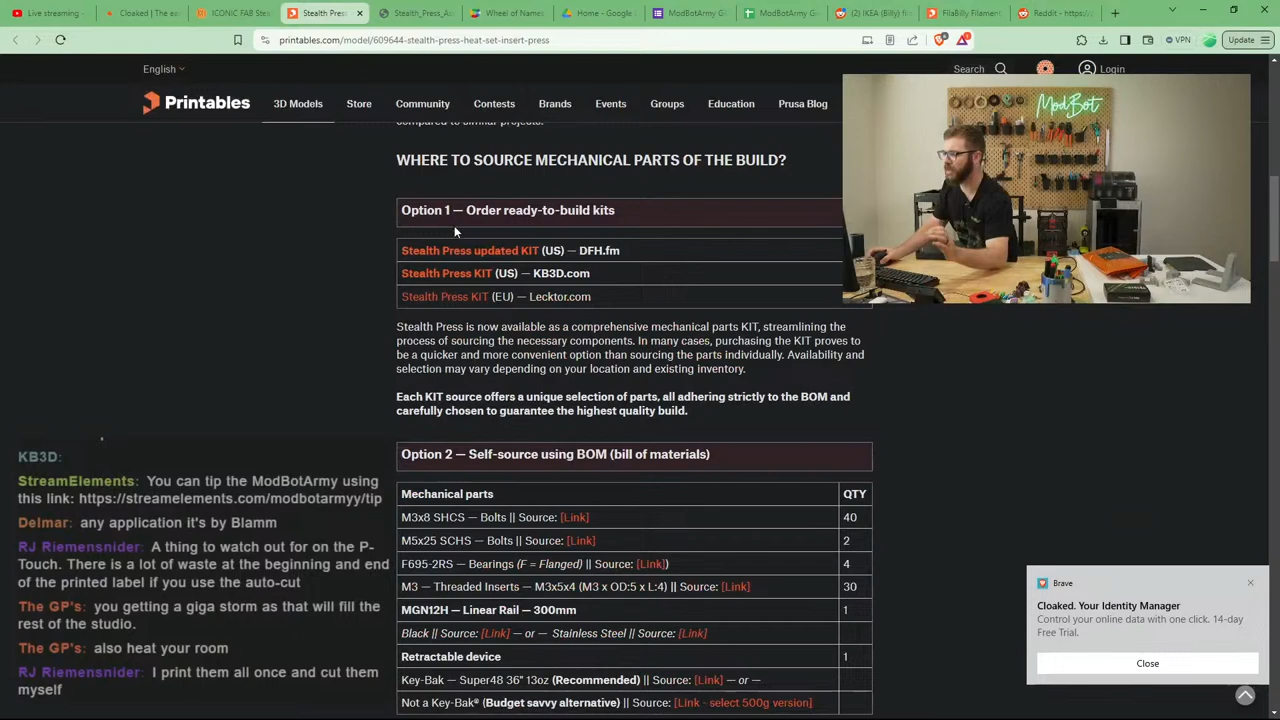 Live streaming
Cloaked | The eas
ICONIC FAB Stea
Stealth Press
Stealth_Press_As
Wheel of Names
Home - Google D
ModBotArmy Gi
ModBotArmy Gi
IKEA (Billy) fil
FilaBilly Filament
Reddit - https://
printables.com/model/609644-stealth-press-heat-set-insert-press
VPN
Update
English
Search
Login
Printables
3D Models
Store
Community
Contests
Brands
Events
Groups
Education
Prusa Blog
compared to similar projects.
WHERE TO SOURCE MECHANICAL PARTS OF THE BUILD?
Option 1 — Order ready-to-build kits
Stealth Press updated KIT (US) — DFH.fm
Stealth Press KIT (US) — KB3D.com
Stealth Press KIT (EU) — Lecktor.com
Stealth Press is now available as a comprehensive mechanical parts KIT, streamlining the
process of sourcing the necessary components. In many cases, purchasing the KIT proves to
be a quicker and more convenient option than sourcing the parts individually. Availability and
selection may vary depending on your location and existing inventory.
Each KIT source offers a unique selection of parts, all adhering strictly to the BOM and
carefully chosen to guarantee the highest quality build.
Option 2 — Self-source using BOM (bill of materials)
Mechanical parts QTY
M3x8 SHCS — Bolts || Source: [Link] 40
M5x25 SCHS — Bolts || Source: [Link] 2
F695-2RS — Bearings (F = Flanged) || Source: [Link]) 4
M3 — Threaded Inserts — M3x5x4 (M3 x OD:5 x L:4) || Source: [Link] 30
MGN12H — Linear Rail — 300mm 1
Black || Source: [Link] — or — Stainless Steel || Source: [Link]
Retractable device 1
Key-Bak — Super48 36" 13oz (Recommended) || Source: [Link] — or —
Not a Key-Bak® (Budget savvy alternative) || Source: [Link - select 500g version]
ModBot
KB3D:
StreamElements: You can tip the ModBotArmy using
this link: https://streamelements.com/modbotarmyy/tip
Delmar: any application it's by Blamm
RJ Riemensnider: A thing to watch out for on the P-
Touch. There is a lot of waste at the beginning and end
of the printed label if you use the auto-cut
The GP's: you getting a giga storm as that will fill the
rest of the studio.
The GP's: also heat your room
RJ Riemensnider: I print them all once and cut them
myself
Brave
Cloaked. Your Identity Manager
Control your online data with one click. 14-day
Free Trial.
Close